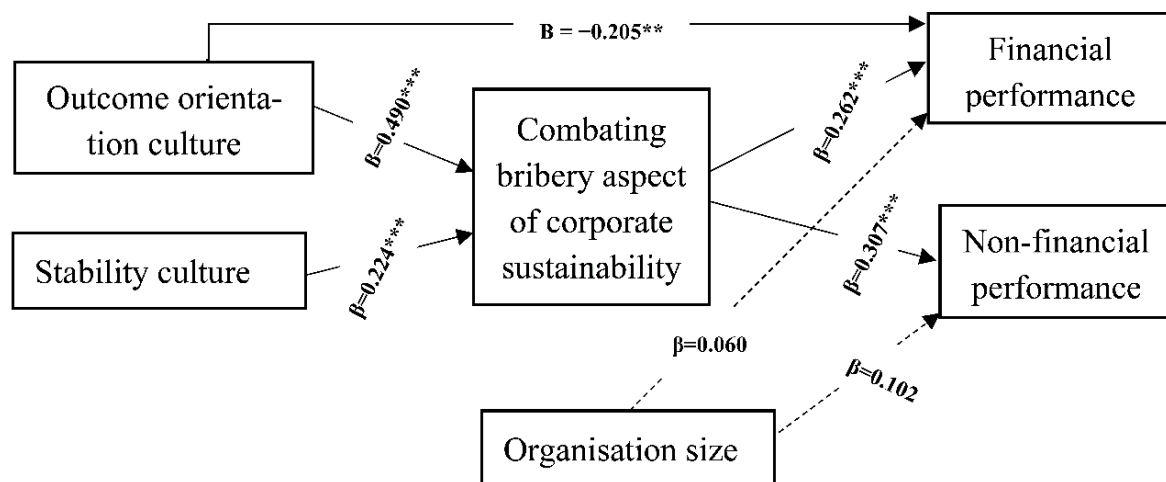 B = −0.205**
Financial
performance
Outcome orienta-
tion culture
B=0.490***
Combating
bribery aspect
of corporate
sustainability
β=0.262***
Stability culture
β=0.224***
β=0.307***
Non-financial
performance
β=0.060
β=0.102
Organisation size